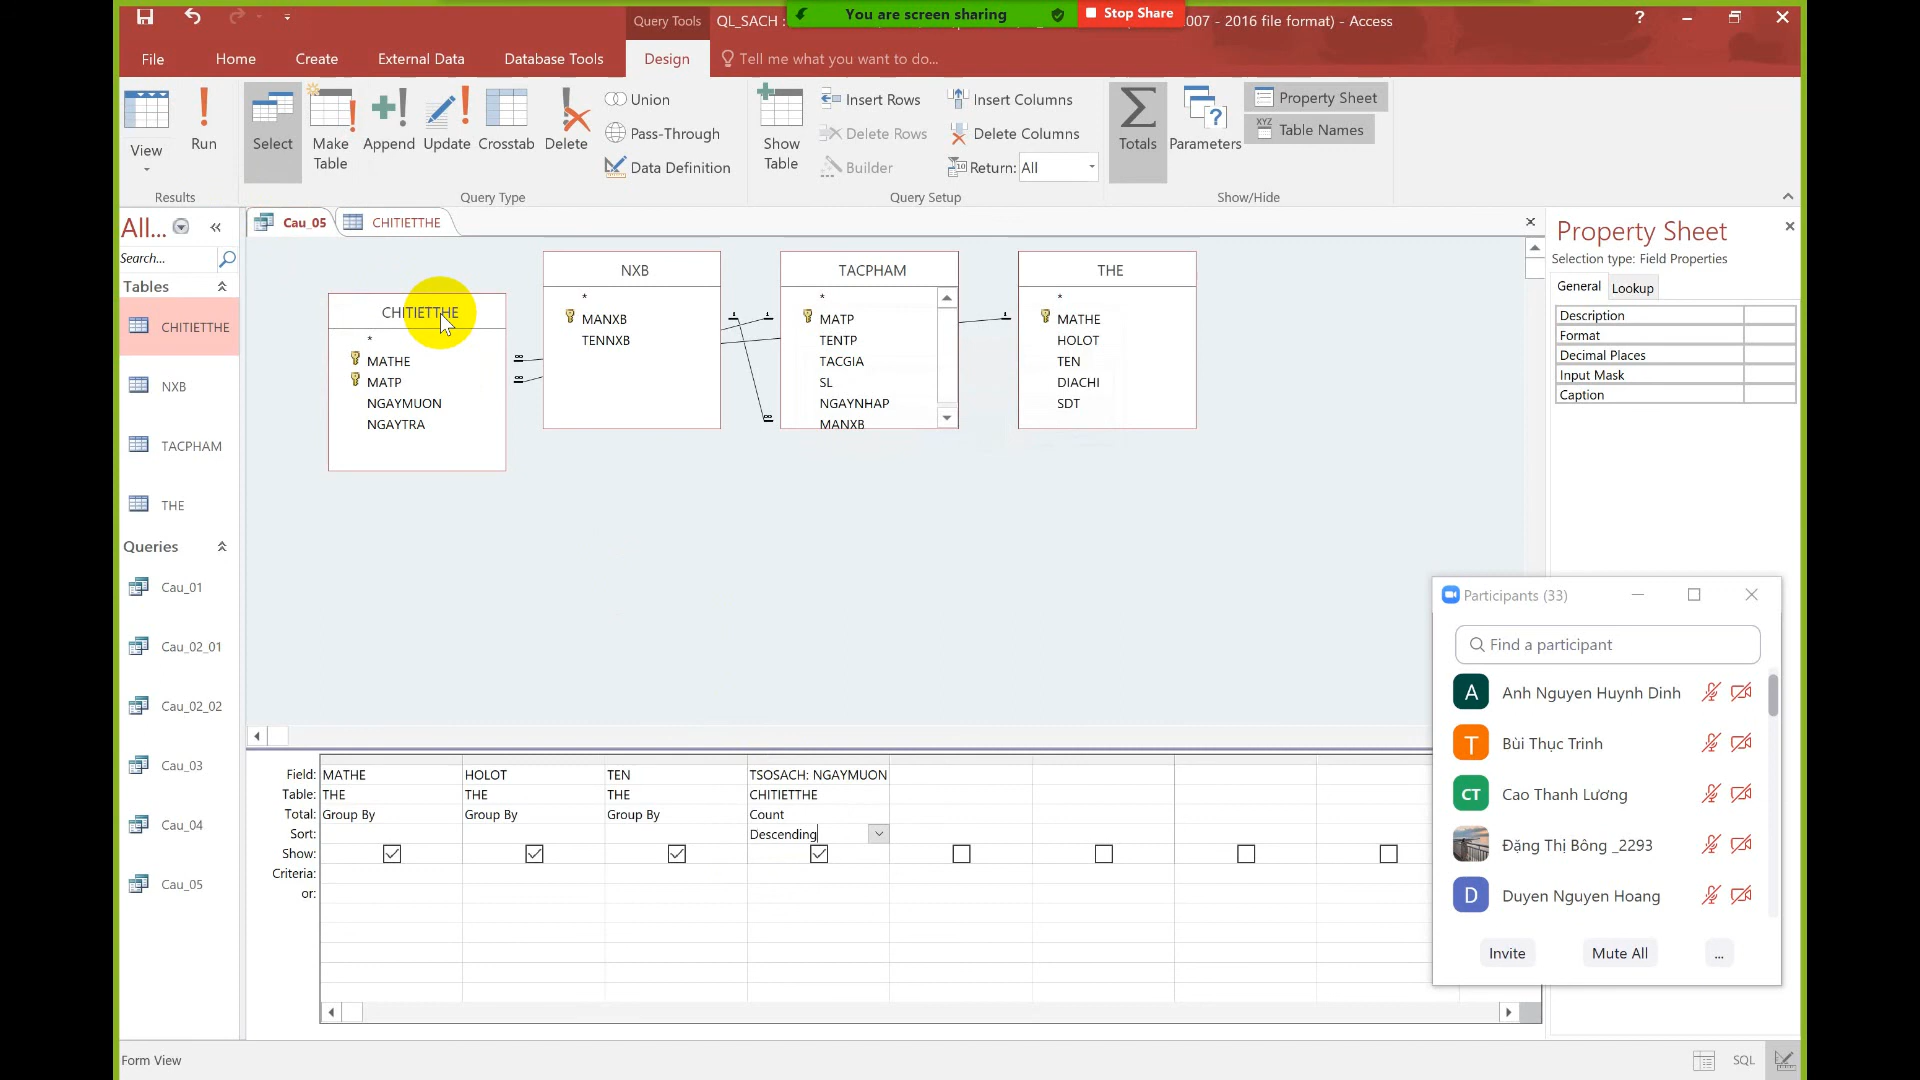 You are screen sharing
Stop Share
Query Tools
QL_SACH :
007 - 2016 file format) - Access
?
File
Home
Create
External Data
Database Tools
Design
Tell me what you want to do...
View
Run
Select
Make Table
Append
Update
Crosstab
Delete
Union
Pass-Through
Data Definition
Show Table
Insert Rows
Delete Rows
Builder
Insert Columns
Delete Columns
Return: All
Totals
Parameters
Property Sheet
XYZ Table Names
Results
Query Type
Query Setup
Show/Hide
All...
Search...
Tables
CHITIETTHE
NXB
TACPHAM
THE
Queries
Cau_01
Cau_02_01
Cau_02_02
Cau_03
Cau_04
Cau_05
Cau_05
CHITIETTHE
CHITIETTHE
*
MATHE
MATP
NGAYMUON
NGAYTRA
NXB
*
MANXB
TENNXB
TACPHAM
*
MATP
TENTP
TACGIA
SL
NGAYNHAP
MANXB
THE
*
MATHE
HOLOT
TEN
DIACHI
SDT
Field: MATHE HOLOT TEN TSOSACH: NGAYMUON
Table: THE THE THE CHITIETTHE
Total: Group By Group By Group By Count
Sort: Descending
Show:
Criteria:
or:
Property Sheet
Selection type: Field Properties
General
Lookup
Description
Format
Decimal Places
Input Mask
Caption
Participants (33)
Find a participant
A Anh Nguyen Huynh Dinh
T Bùi Thục Trinh
CT Cao Thanh Lương
Đặng Thị Bông _2293
D Duyen Nguyen Hoang
Invite
Mute All
...
Form View
SQL